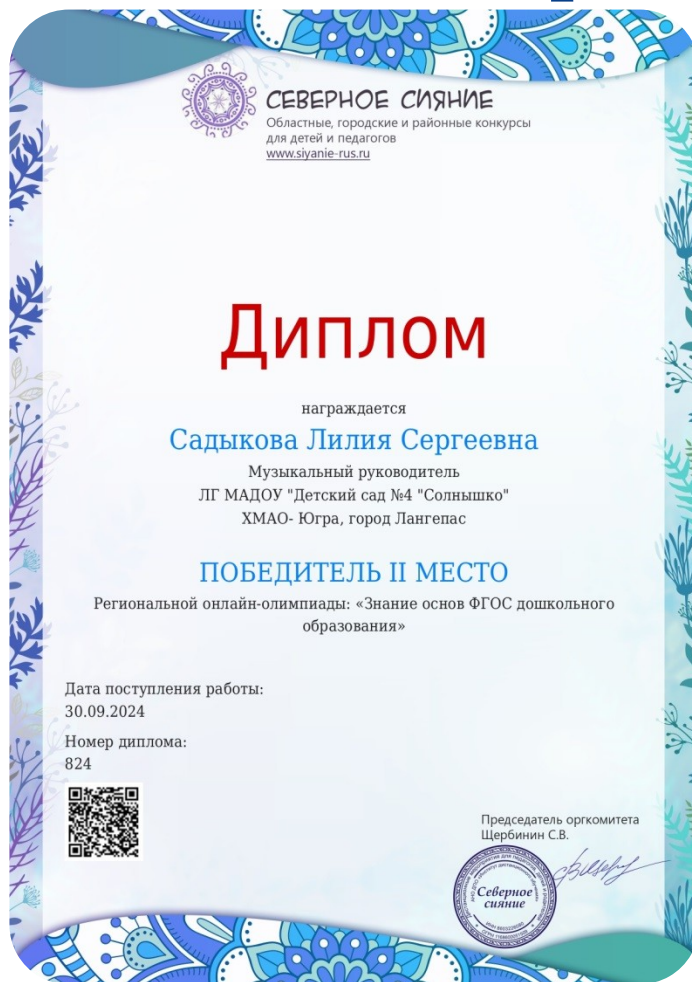 СЕВЕРНОЕ СИЯНИЕ
Областные, городские и районные конкурсы
для детей и педагогов
www.siyanie-rus.ru
Диплом
награждается
Садыкова Лилия Сергеевна
Музыкальный руководитель
ЛГ МАДОУ "Детский сад №4 "Солнышко"
ХМАО- Югра, город Лангепас
ПОБЕДИТЕЛЬ II МЕСТО
Региональной онлайн-олимпиады: «Знание основ ФГОС дошкольного
образования»
Дата поступления работы:
30.09.2024
Номер диплома:
824
Председатель оргкомитета
Щербинин С.В.
Северное
сияние